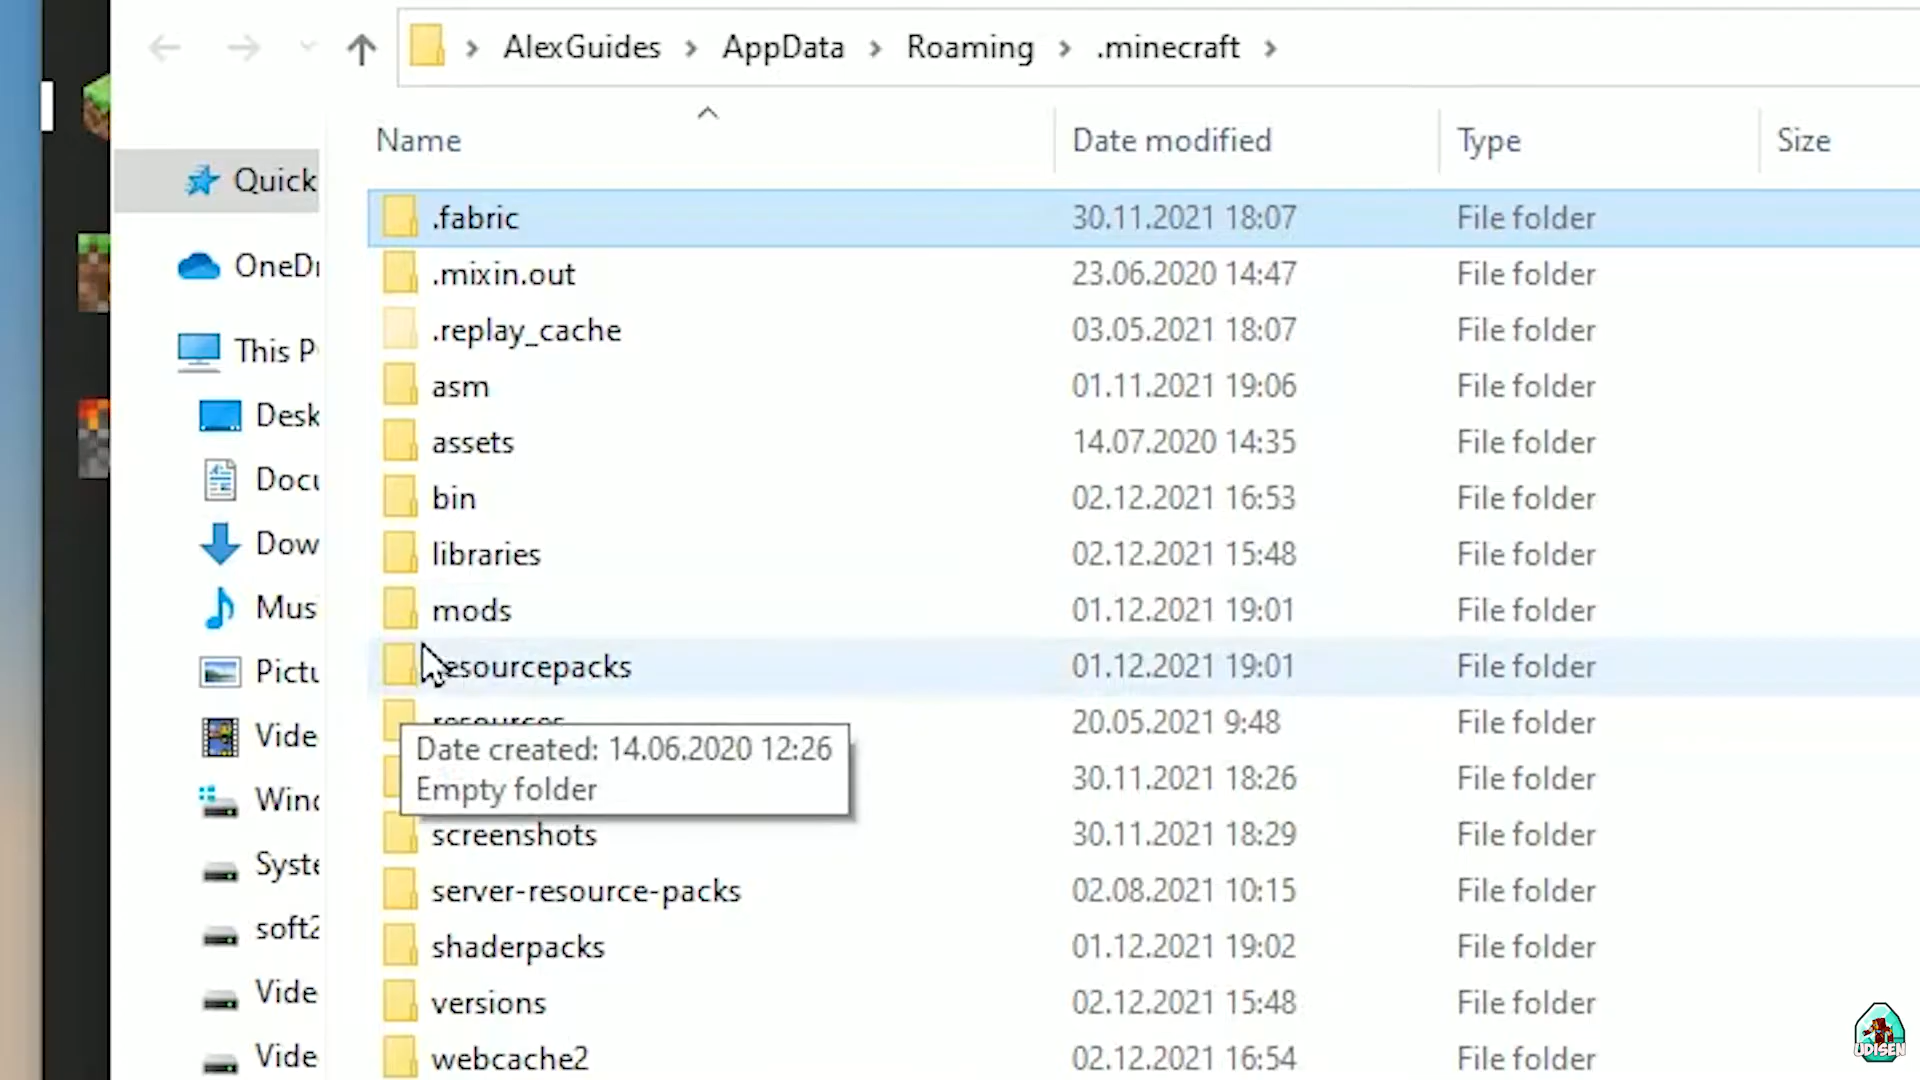 AlexGuides > AppData > Roaming > .minecraft >
Name Date modified Type Size
Quick
OneDr
This P
Desk
Docu
Dow
Mus
Pictu
Vide
Wind
Syste
soft2
Vide
Vide
.fabric 30.11.2021 18:07 File folder
.mixin.out 23.06.2020 14:47 File folder
.replay_cache 03.05.2021 18:07 File folder
asm 01.11.2021 19:06 File folder
assets 14.07.2020 14:35 File folder
bin 02.12.2021 16:53 File folder
libraries 02.12.2021 15:48 File folder
mods 01.12.2021 19:01 File folder
resourcepacks 01.12.2021 19:01 File folder
resources 20.05.2021 9:48 File folder
Date created: 14.06.2020 12:26
Empty folder
30.11.2021 18:26 File folder
screenshots 30.11.2021 18:29 File folder
server-resource-packs 02.08.2021 10:15 File folder
shaderpacks 01.12.2021 19:02 File folder
versions 02.12.2021 15:48 File folder
webcache2 02.12.2021 16:54 File folder
UDISEN